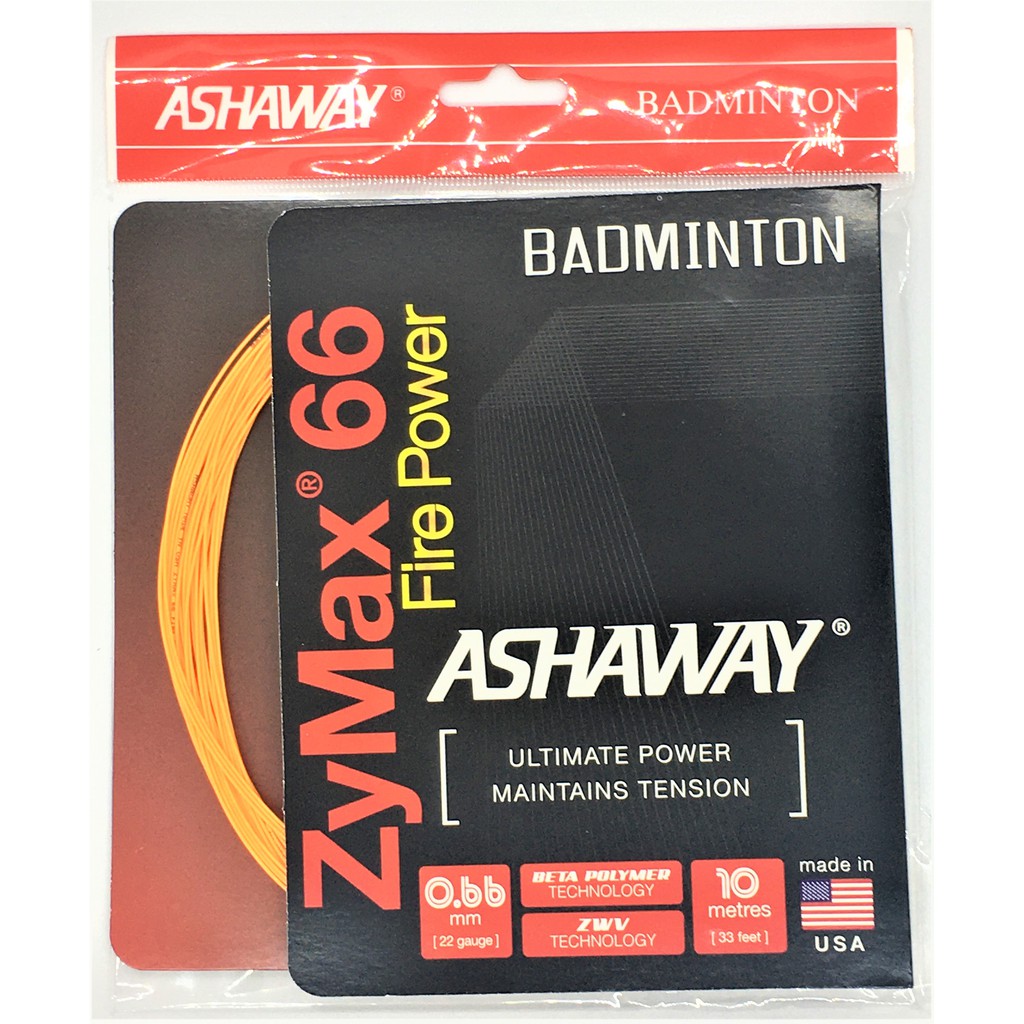 ASHAWAY® BADMINTON
BADMINTON
ZyMax® 66
Fire Power
ASHAWAY®
ULTIMATE POWER
MAINTAINS TENSION
0.66
mm
[ 22 gauge ]
BETA POLYMER
TECHNOLOGY
ZWV
TECHNOLOGY
10
metres
[ 33 feet ]
made in
USA